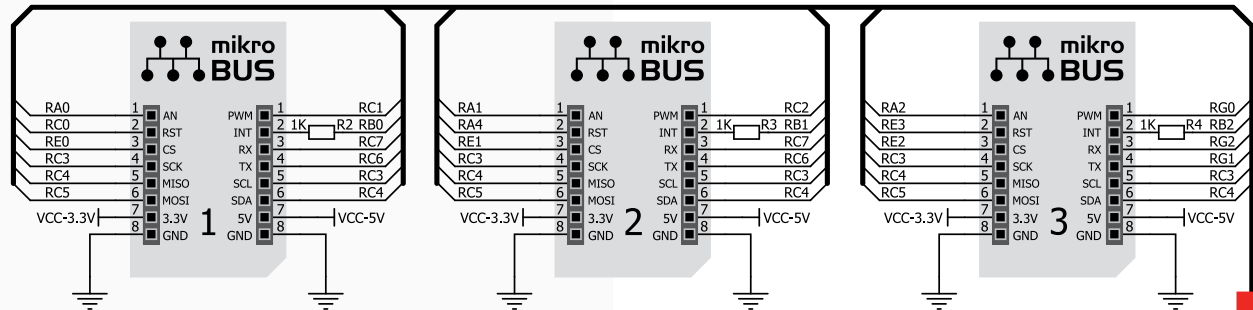 mikro BUS
mikro BUS
mikro BUS
RA0 1 AN PWM 1 RC1
RC0 2 RST INT 2 1K R2 RB0
RE0 3 CS RX 3 RC7
RC3 4 SCK TX 4 RC6
RC4 5 MISO SCL 5 RC3
RC5 6 MOSI SDA 6 RC4
VCC-3.3V 7 3.3V 5V 7 VCC-5V
8 GND GND 8
1
RA1 1 AN PWM 1 RC2
RA4 2 RST INT 2 1K R3 RB1
RE1 3 CS RX 3 RC7
RC3 4 SCK TX 4 RC6
RC4 5 MISO SCL 5 RC3
RC5 6 MOSI SDA 6 RC4
VCC-3.3V 7 3.3V 5V 7 VCC-5V
8 GND GND 8
2
RA2 1 AN PWM 1 RG0
RE3 2 RST INT 2 1K R4 RB2
RE2 3 CS RX 3 RG2
RC3 4 SCK TX 4 RG1
RC4 5 MISO SCL 5 RC3
RC5 6 MOSI SDA 6 RC4
VCC-3.3V 7 3.3V 5V 7 VCC-5V
8 GND GND 8
3